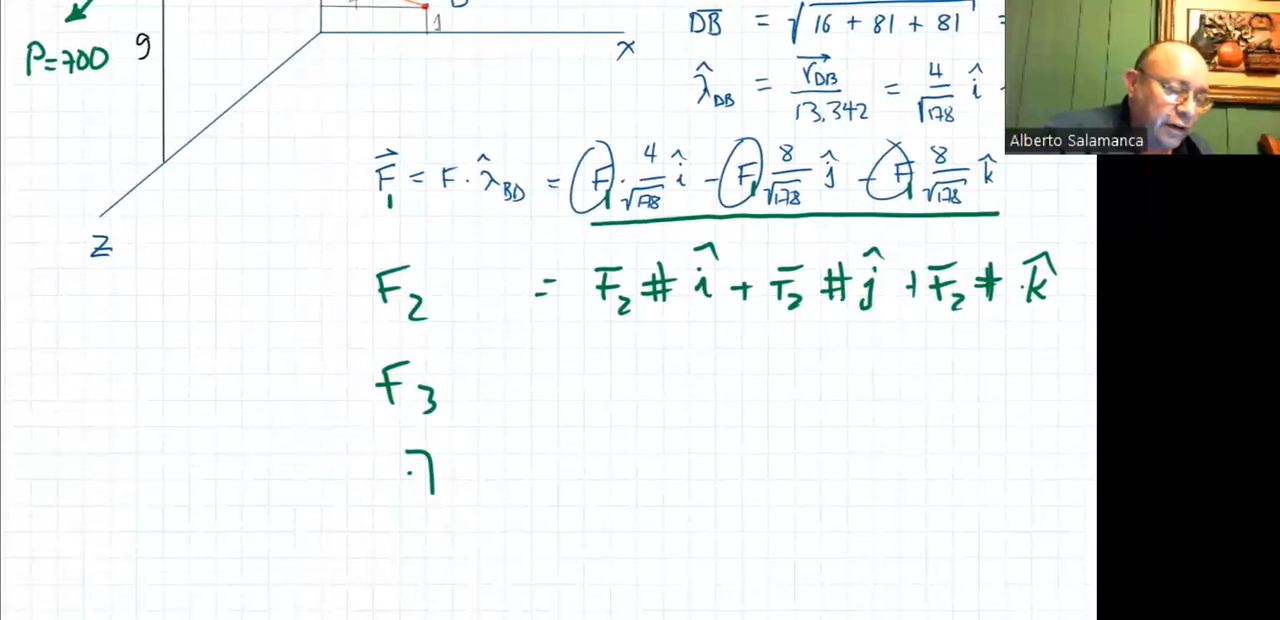 P=700
9
1
x
z
DB = √16 + 81 + 81 =
λ̂DB = r⃗DB / 13.342 = 4/√178 î -
F⃗1 = F · λ̂BD = F1 · 4/√178 î - F1 8/√178 ĵ - F1 8/√178 k̂
F2 = F2 # î + F2 # ĵ + F2 # k̂
F3
Alberto Salamanca